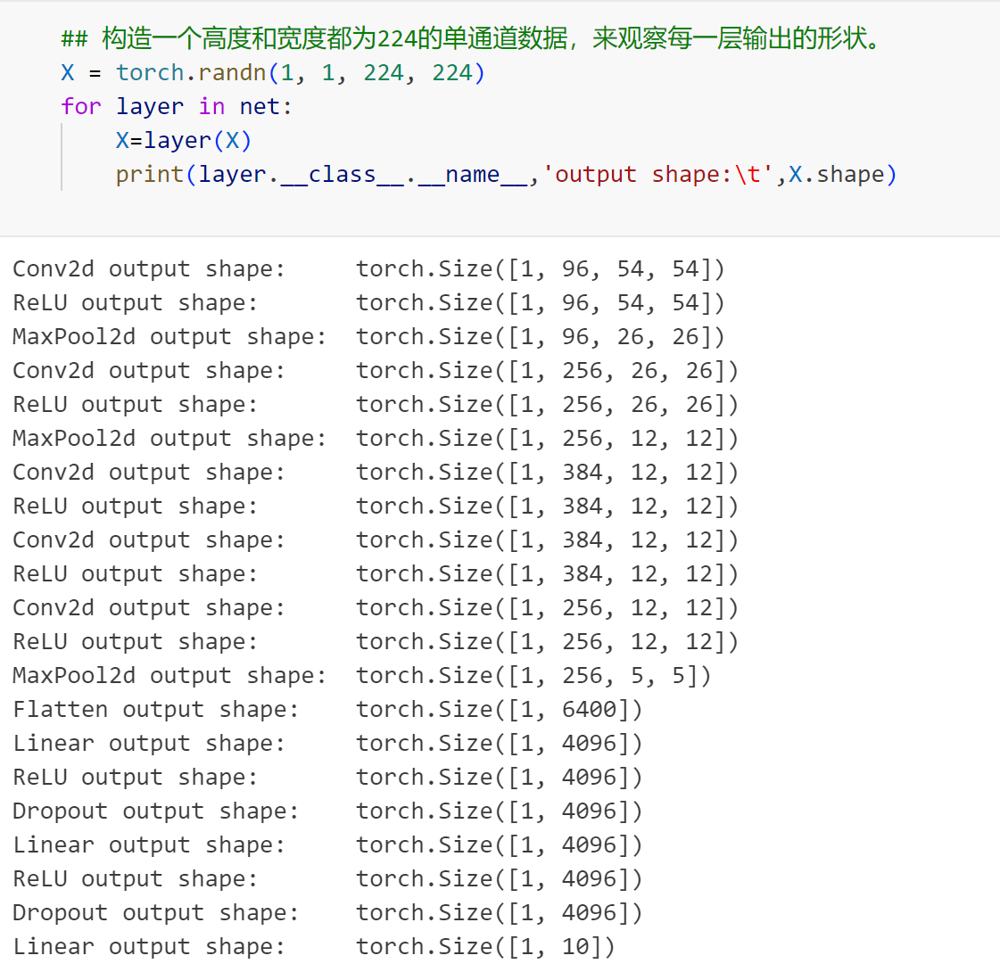 ## 构造一个高度和宽度都为224的单通道数据，来观察每一层输出的形状。
X = torch.randn(1, 1, 224, 224)
for layer in net:
    X=layer(X)
    print(layer.__class__.__name__,'output shape:\t',X.shape)
Conv2d output shape:     torch.Size([1, 96, 54, 54])
ReLU output shape:       torch.Size([1, 96, 54, 54])
MaxPool2d output shape:  torch.Size([1, 96, 26, 26])
Conv2d output shape:     torch.Size([1, 256, 26, 26])
ReLU output shape:       torch.Size([1, 256, 26, 26])
MaxPool2d output shape:  torch.Size([1, 256, 12, 12])
Conv2d output shape:     torch.Size([1, 384, 12, 12])
ReLU output shape:       torch.Size([1, 384, 12, 12])
Conv2d output shape:     torch.Size([1, 384, 12, 12])
ReLU output shape:       torch.Size([1, 384, 12, 12])
Conv2d output shape:     torch.Size([1, 256, 12, 12])
ReLU output shape:       torch.Size([1, 256, 12, 12])
MaxPool2d output shape:  torch.Size([1, 256, 5, 5])
Flatten output shape:    torch.Size([1, 6400])
Linear output shape:     torch.Size([1, 4096])
ReLU output shape:       torch.Size([1, 4096])
Dropout output shape:    torch.Size([1, 4096])
Linear output shape:     torch.Size([1, 4096])
ReLU output shape:       torch.Size([1, 4096])
Dropout output shape:    torch.Size([1, 4096])
Linear output shape:     torch.Size([1, 10])